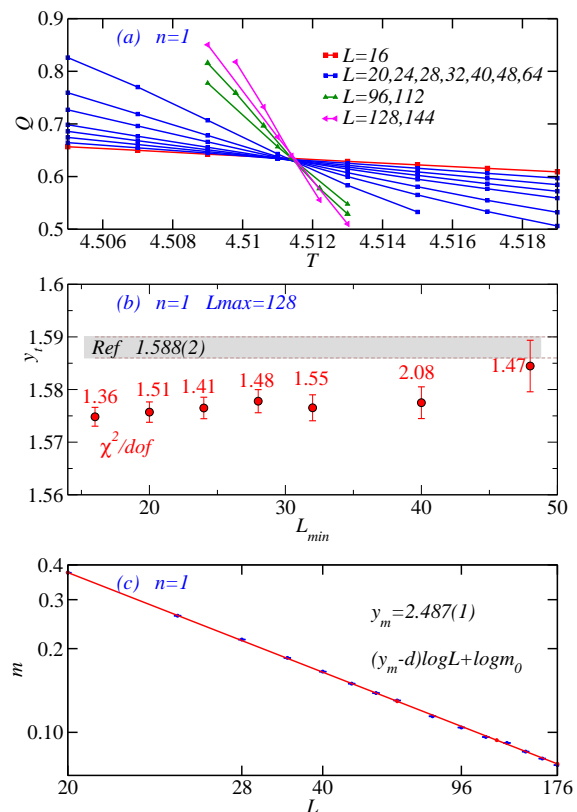 0.9
(a) n=1
L=16
L=20,24,28,32,40,48,64
L=96,112
L=128,144
0.8
Q
0.7
0.6
0.5
4.506 4.508 4.51 4.512 4.514 4.516 4.518
T
1.6
(b) n=1 Lmax=128
1.59
y_t
Ref 1.588(2)
1.58
1.36 1.51 1.41 1.48 1.55 2.08 1.47
1.57
χ²/dof
1.56
20 30 40 50
L_min
0.4
(c) n=1
0.3
y_m=2.487(1)
0.2
m
(y_m-d)logL+logm_0
0.10
20 28 40 96 176
L